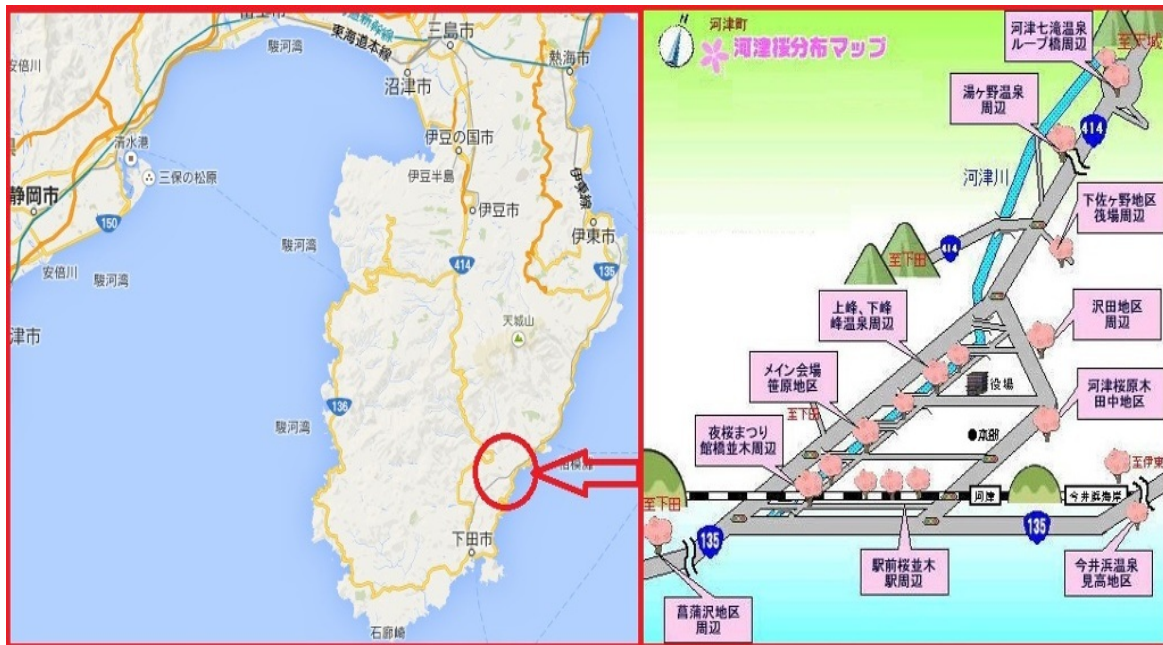 三島市
東海道本線
駿河湾
安倍川
沼津市
熱海市
伊豆の国市
清水港
伊豆半島
三保の松原
静岡市
伊豆市
伊東市
150
駿河湾
414
135
安倍川
駿河湾
天城山
津市
136
駿河湾
下田市
石廊崎
河津町
河津桜分布マップ
河津七滝温泉
ループ橋周辺
至天城
湯ヶ野温泉
周辺
414
河津川
下佐ヶ野地区
筏場周辺
414
至下田
上峰、下峰
峰温泉周辺
沢田地区
周辺
メイン会場
笹原地区
役場
河津桜原木
田中地区
至下田
夜桜まつり
館橋並木周辺
●本部
至伊東
至下田
河津
今井浜海岸
135
135
駅前桜並木
駅周辺
今井浜温泉
見高地区
菖蒲沢地区
周辺